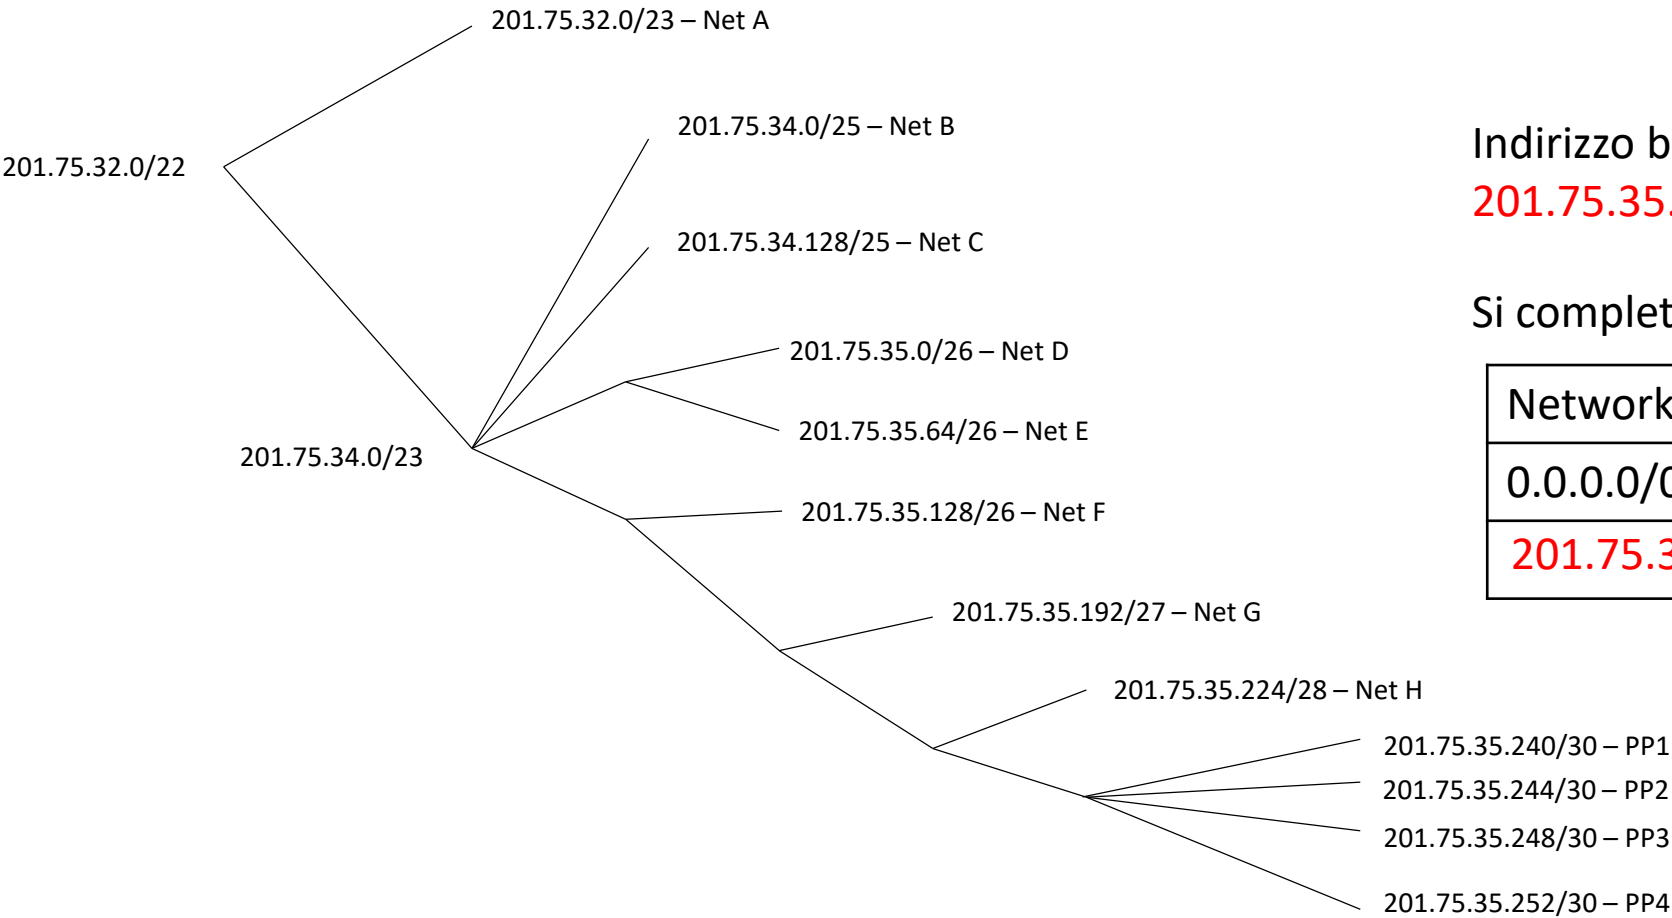 201.75.32.0/23 – Net A
201.75.34.0/25 – Net B
201.75.32.0/22
201.75.34.128/25 – Net C
201.75.35.0/26 – Net D
201.75.35.64/26 – Net E
201.75.34.0/23
201.75.35.128/26 – Net F
201.75.35.192/27 – Net G
201.75.35.224/28 – Net H
201.75.35.240/30 – PP1
201.75.35.244/30 – PP2
201.75.35.248/30 – PP3
201.75.35.252/30 – PP4
Indirizzo b
201.75.35.
Si complet
Network
0.0.0.0/0
201.75.3